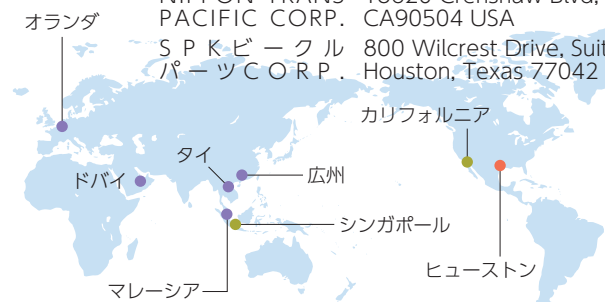 オランダ
NIPPON TRANS
PACIFIC CORP. CA90504 USA
SPKビークル 800 Wilcrest Drive,
パーツCORP. Houston, Texas 77042
カリフォルニア
タイ
ドバイ
広州
シンガポール
ヒューストン
マレーシア